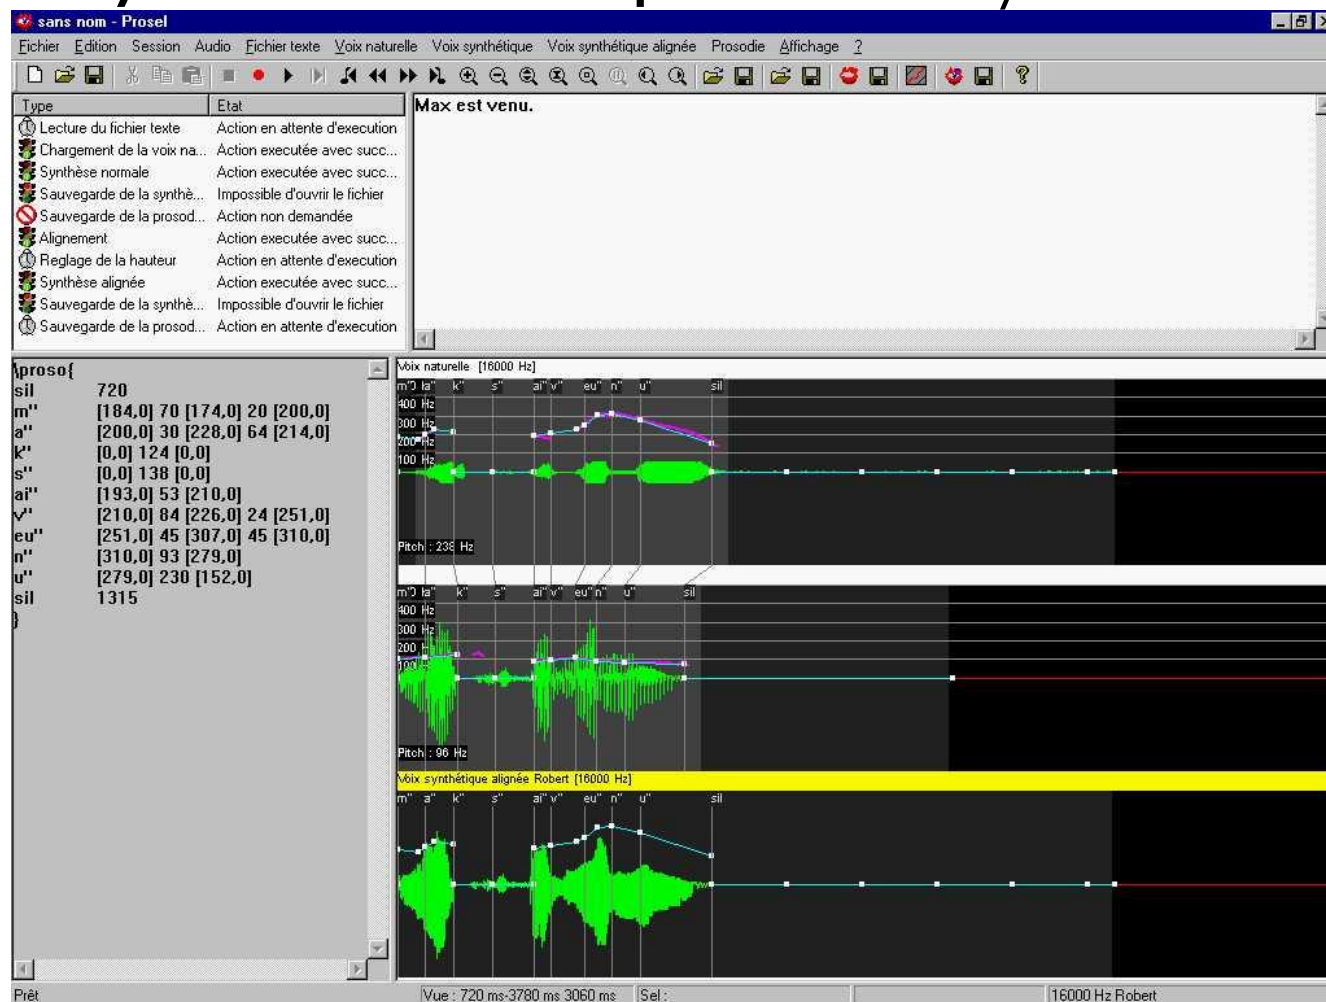 sans nom - Prosel
Fichier Edition Session Audio Fichier texte Voix naturelle Voix synthétique Voix synthétique alignée Prosodie Affichage ?
Type Etat
Lecture du fichier texte Action en attente d'execution
Chargement de la voix na... Action executée avec succ...
Synthèse normale Action executée avec succ...
Sauvegarde de la synthè... Impossible d'ouvrir le fichier
Sauvegarde de la prosod... Action non demandée
Alignement Action executée avec succ...
Reglage de la hauteur Action en attente d'execution
Synthèse alignée Action executée avec succ...
Sauvegarde de la synthè... Impossible d'ouvrir le fichier
Sauvegarde de la prosod... Action en attente d'execution
Max est venu.
\proso{
sil 720
m'' [184,0] 70 [174,0] 20 [200,0]
a'' [200,0] 30 [228,0] 64 [214,0]
k'' [0,0] 124 [0,0]
s'' [0,0] 138 [0,0]
ai'' [193,0] 53 [210,0]
v'' [210,0] 84 [226,0] 24 [251,0]
eu'' [251,0] 45 [307,0] 45 [310,0]
n'' [310,0] 93 [279,0]
u'' [279,0] 230 [152,0]
sil 1315
}
Voix naturelle [16000 Hz]
k'' s'' ai'' v'' eu'' n'' u'' sil
400 Hz
300 Hz
200 Hz
100 Hz
Pitch : 238 Hz
k'' s'' ai'' v'' eu'' n'' u'' sil
400 Hz
300 Hz
200 H
100
Pitch : 96 Hz
Voix synthétique alignée Robert [16000 Hz]
m'' a'' k'' s'' ai'' v'' eu'' n'' u'' sil
Prêt Vue : 720 ms-3780 ms 3060 ms Sel : 16000 Hz Robert